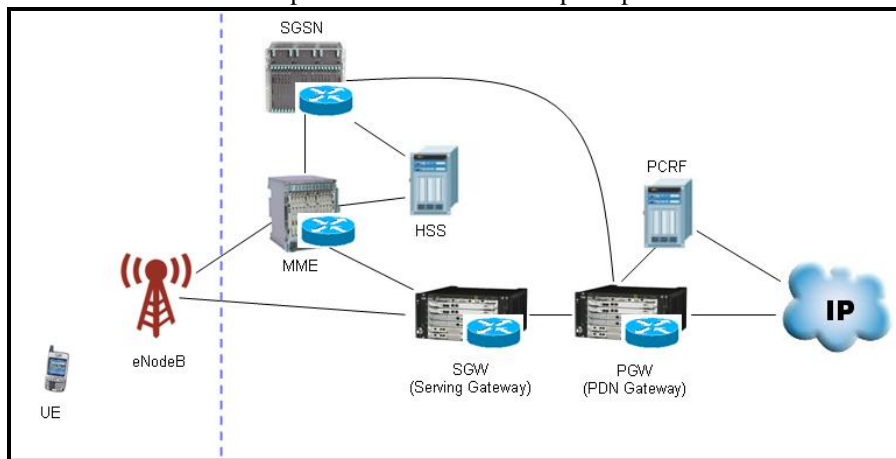 SGSN
PCRF
HSS
MME
IP
eNodeB
SGW
(Serving Gateway)
PGW
(PDN Gateway)
UE